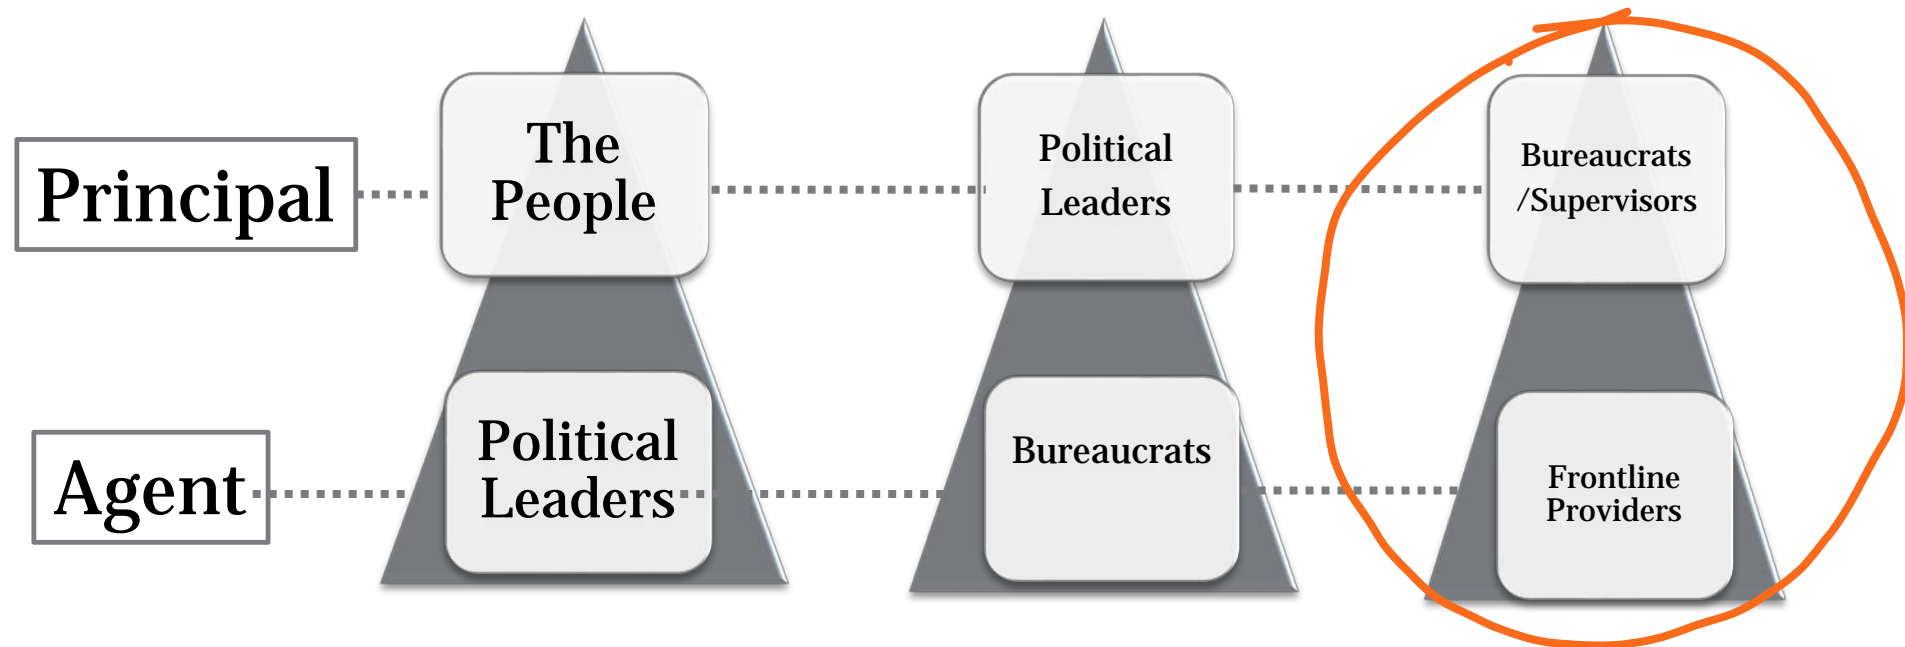 Principal
The
People
Political
Leaders
Bureaucrats
/Supervisors
Agent
Political
Leaders
Bureaucrats
Frontline
Providers